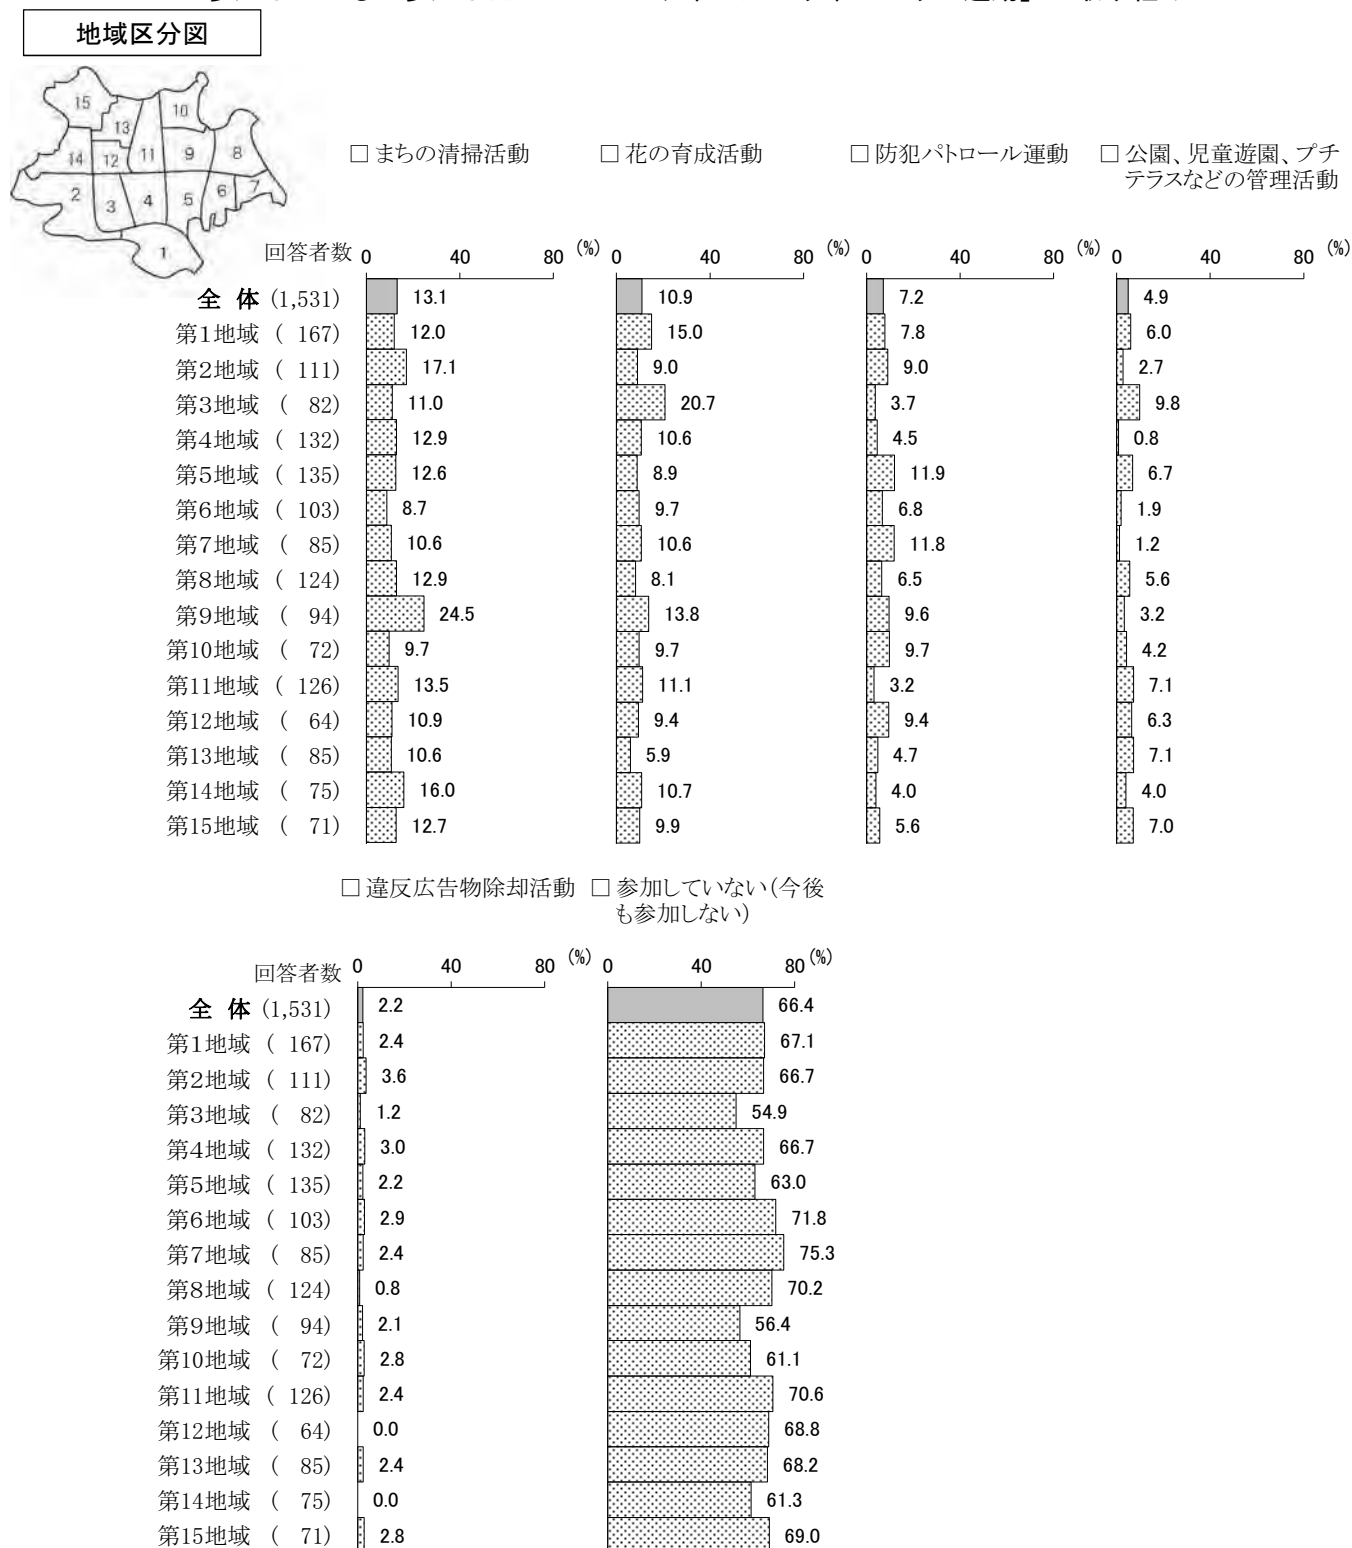 地域区分図
15
10
13
14
12
11
9
8
2
3
4
5
6
7
1
□ まちの清掃活動 □ 花の育成活動 □ 防犯パトロール運動 □ 公園、児童遊園、プチ
テラスなどの管理活動
回答者数 0 40 80 (%) 0 40 80 (%) 0 40 80 (%) 0 40 80 (%)
全 体 (1,531) 13.1 10.9 7.2 4.9
第1地域 ( 167) 12.0 15.0 7.8 6.0
第2地域 ( 111) 17.1 9.0 9.0 2.7
第3地域 ( 82) 11.0 20.7 3.7 9.8
第4地域 ( 132) 12.9 10.6 4.5 0.8
第5地域 ( 135) 12.6 8.9 11.9 6.7
第6地域 ( 103) 8.7 9.7 6.8 1.9
第7地域 ( 85) 10.6 10.6 11.8 1.2
第8地域 ( 124) 12.9 8.1 6.5 5.6
第9地域 ( 94) 24.5 13.8 9.6 3.2
第10地域 ( 72) 9.7 9.7 9.7 4.2
第11地域 ( 126) 13.5 11.1 3.2 7.1
第12地域 ( 64) 10.9 9.4 9.4 6.3
第13地域 ( 85) 10.6 5.9 4.7 7.1
第14地域 ( 75) 16.0 10.7 4.0 4.0
第15地域 ( 71) 12.7 9.9 5.6 7.0
□ 違反広告物除却活動 □ 参加していない(今後
も参加しない)
回答者数 0 40 80 (%) 0 40 80 (%)
全 体 (1,531) 2.2 66.4
第1地域 ( 167) 2.4 67.1
第2地域 ( 111) 3.6 66.7
第3地域 ( 82) 1.2 54.9
第4地域 ( 132) 3.0 66.7
第5地域 ( 135) 2.2 63.0
第6地域 ( 103) 2.9 71.8
第7地域 ( 85) 2.4 75.3
第8地域 ( 124) 0.8 70.2
第9地域 ( 94) 2.1 56.4
第10地域 ( 72) 2.8 61.1
第11地域 ( 126) 2.4 70.6
第12地域 ( 64) 0.0 68.8
第13地域 ( 85) 2.4 68.2
第14地域 ( 75) 0.0 61.3
第15地域 ( 71) 2.8 69.0